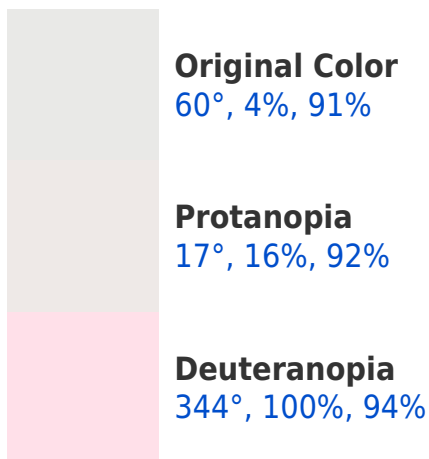 Original Color
60°, 4%, 91%
Protanopia
17°, 16%, 92%
Deuteranopia
344°, 100%, 94%